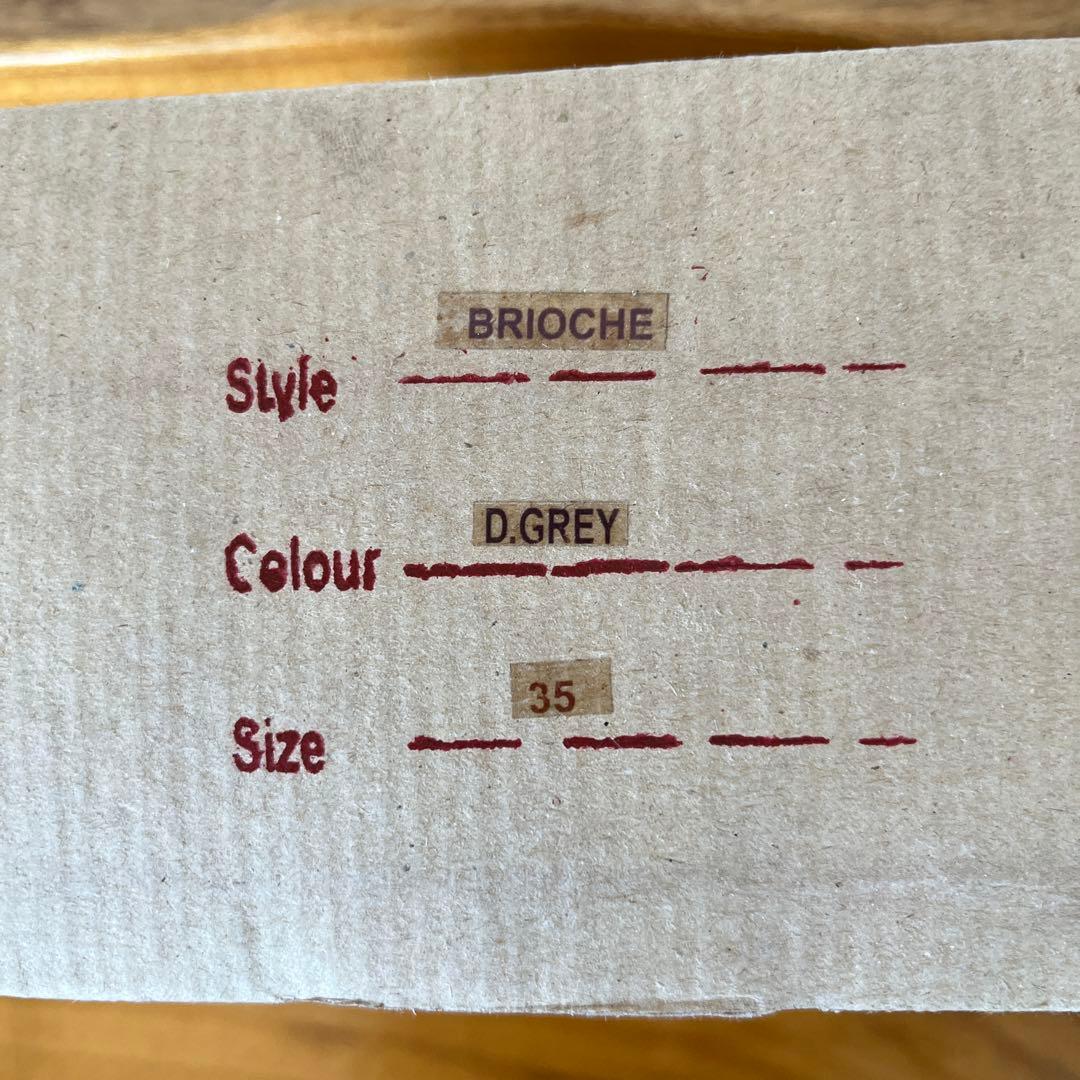 BRIOCHE
Style
D.GREY
Colour
35
Size